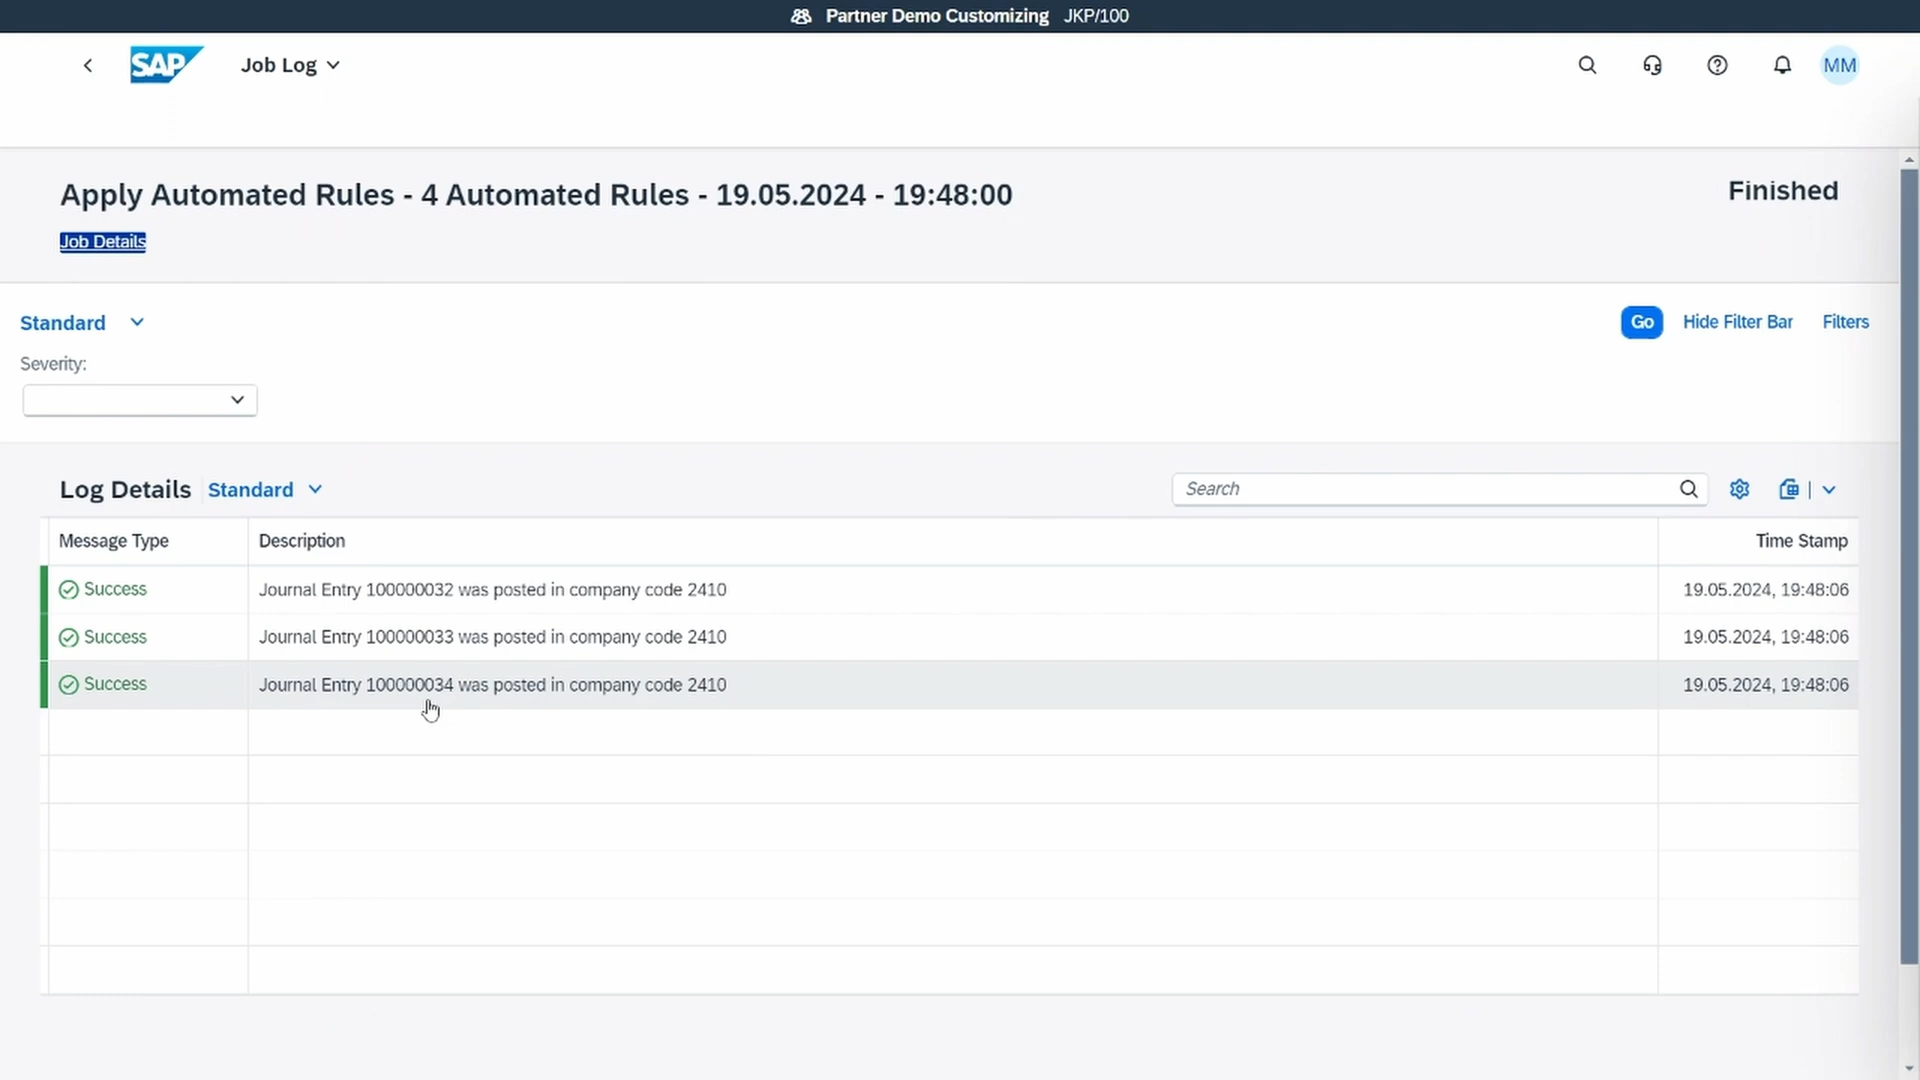 Partner Demo Customizing JKP/100
SAP Job Log MM
Apply Automated Rules - 4 Automated Rules - 19.05.2024 - 19:48:00 Finished
Job Details
Standard Go Hide Filter Bar Filters
Severity:
Log Details Standard Search
Message Type Description Time Stamp
Success Journal Entry 100000032 was posted in company code 2410 19.05.2024, 19:48:06
Success Journal Entry 100000033 was posted in company code 2410 19.05.2024, 19:48:06
Success Journal Entry 100000034 was posted in company code 2410 19.05.2024, 19:48:06